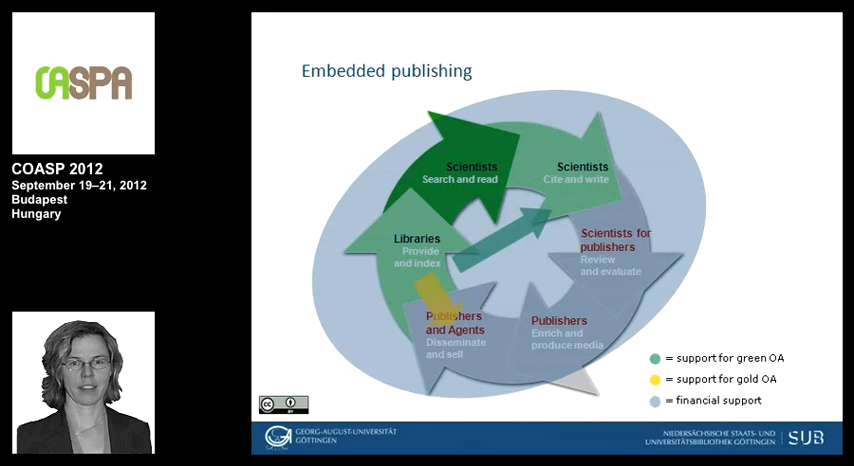 OASPA
COASP 2012
September 19–21, 2012
Budapest
Hungary
Embedded publishing
Scientists
Search and read
Scientists
Cite and write
Libraries
Provide
and index
Scientists for
publishers
Review
and evaluate
Publishers
and Agents
Disseminate
and sell
Publishers
Enrich and
produce media
= support for green OA
= support for gold OA
= financial support
cc
BY
GEORG-AUGUST-UNIVERSITÄT
GÖTTINGEN
NIEDERSÄCHSISCHE STAATS- UND
UNIVERSITÄTSBIBLIOTHEK GÖTTINGEN
SUB